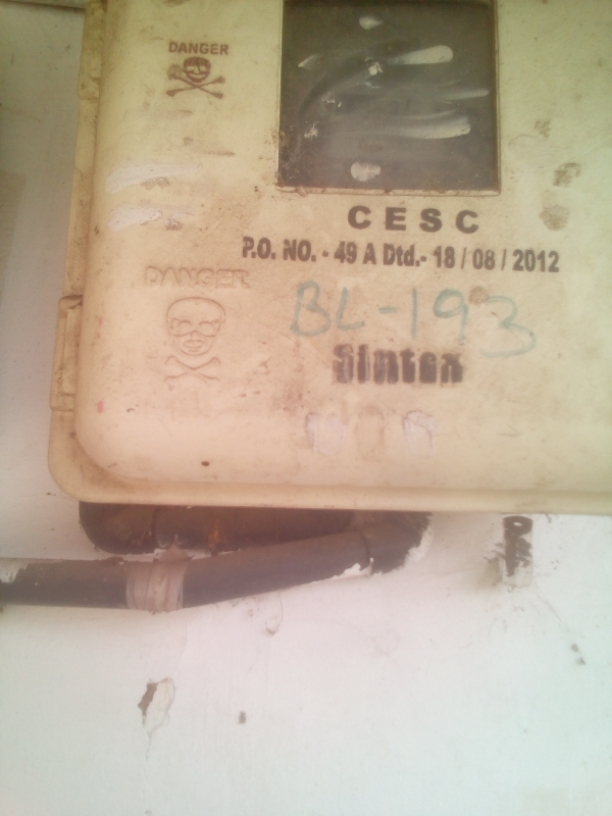 DANGER
CESC
P.O. NO. - 49 A Dtd.- 18 / 08 / 2012
DANGER
BL-193
Sintex